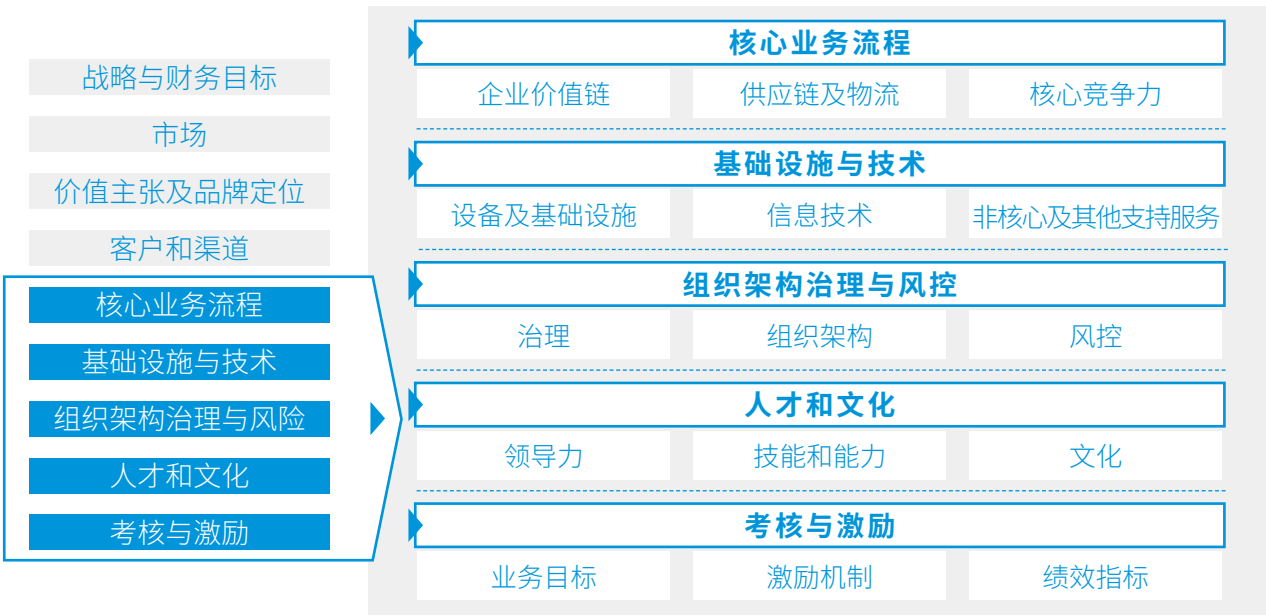 战略与财务目标
市场
价值主张及品牌定位
客户和渠道
核心业务流程
基础设施与技术
组织架构治理与风险
人才和文化
考核与激励
核心业务流程
企业价值链
供应链及物流
核心竞争力
基础设施与技术
设备及基础设施
信息技术
非核心及其他支持服务
组织架构治理与风控
治理
组织架构
风控
人才和文化
领导力
技能和能力
文化
考核与激励
业务目标
激励机制
绩效指标